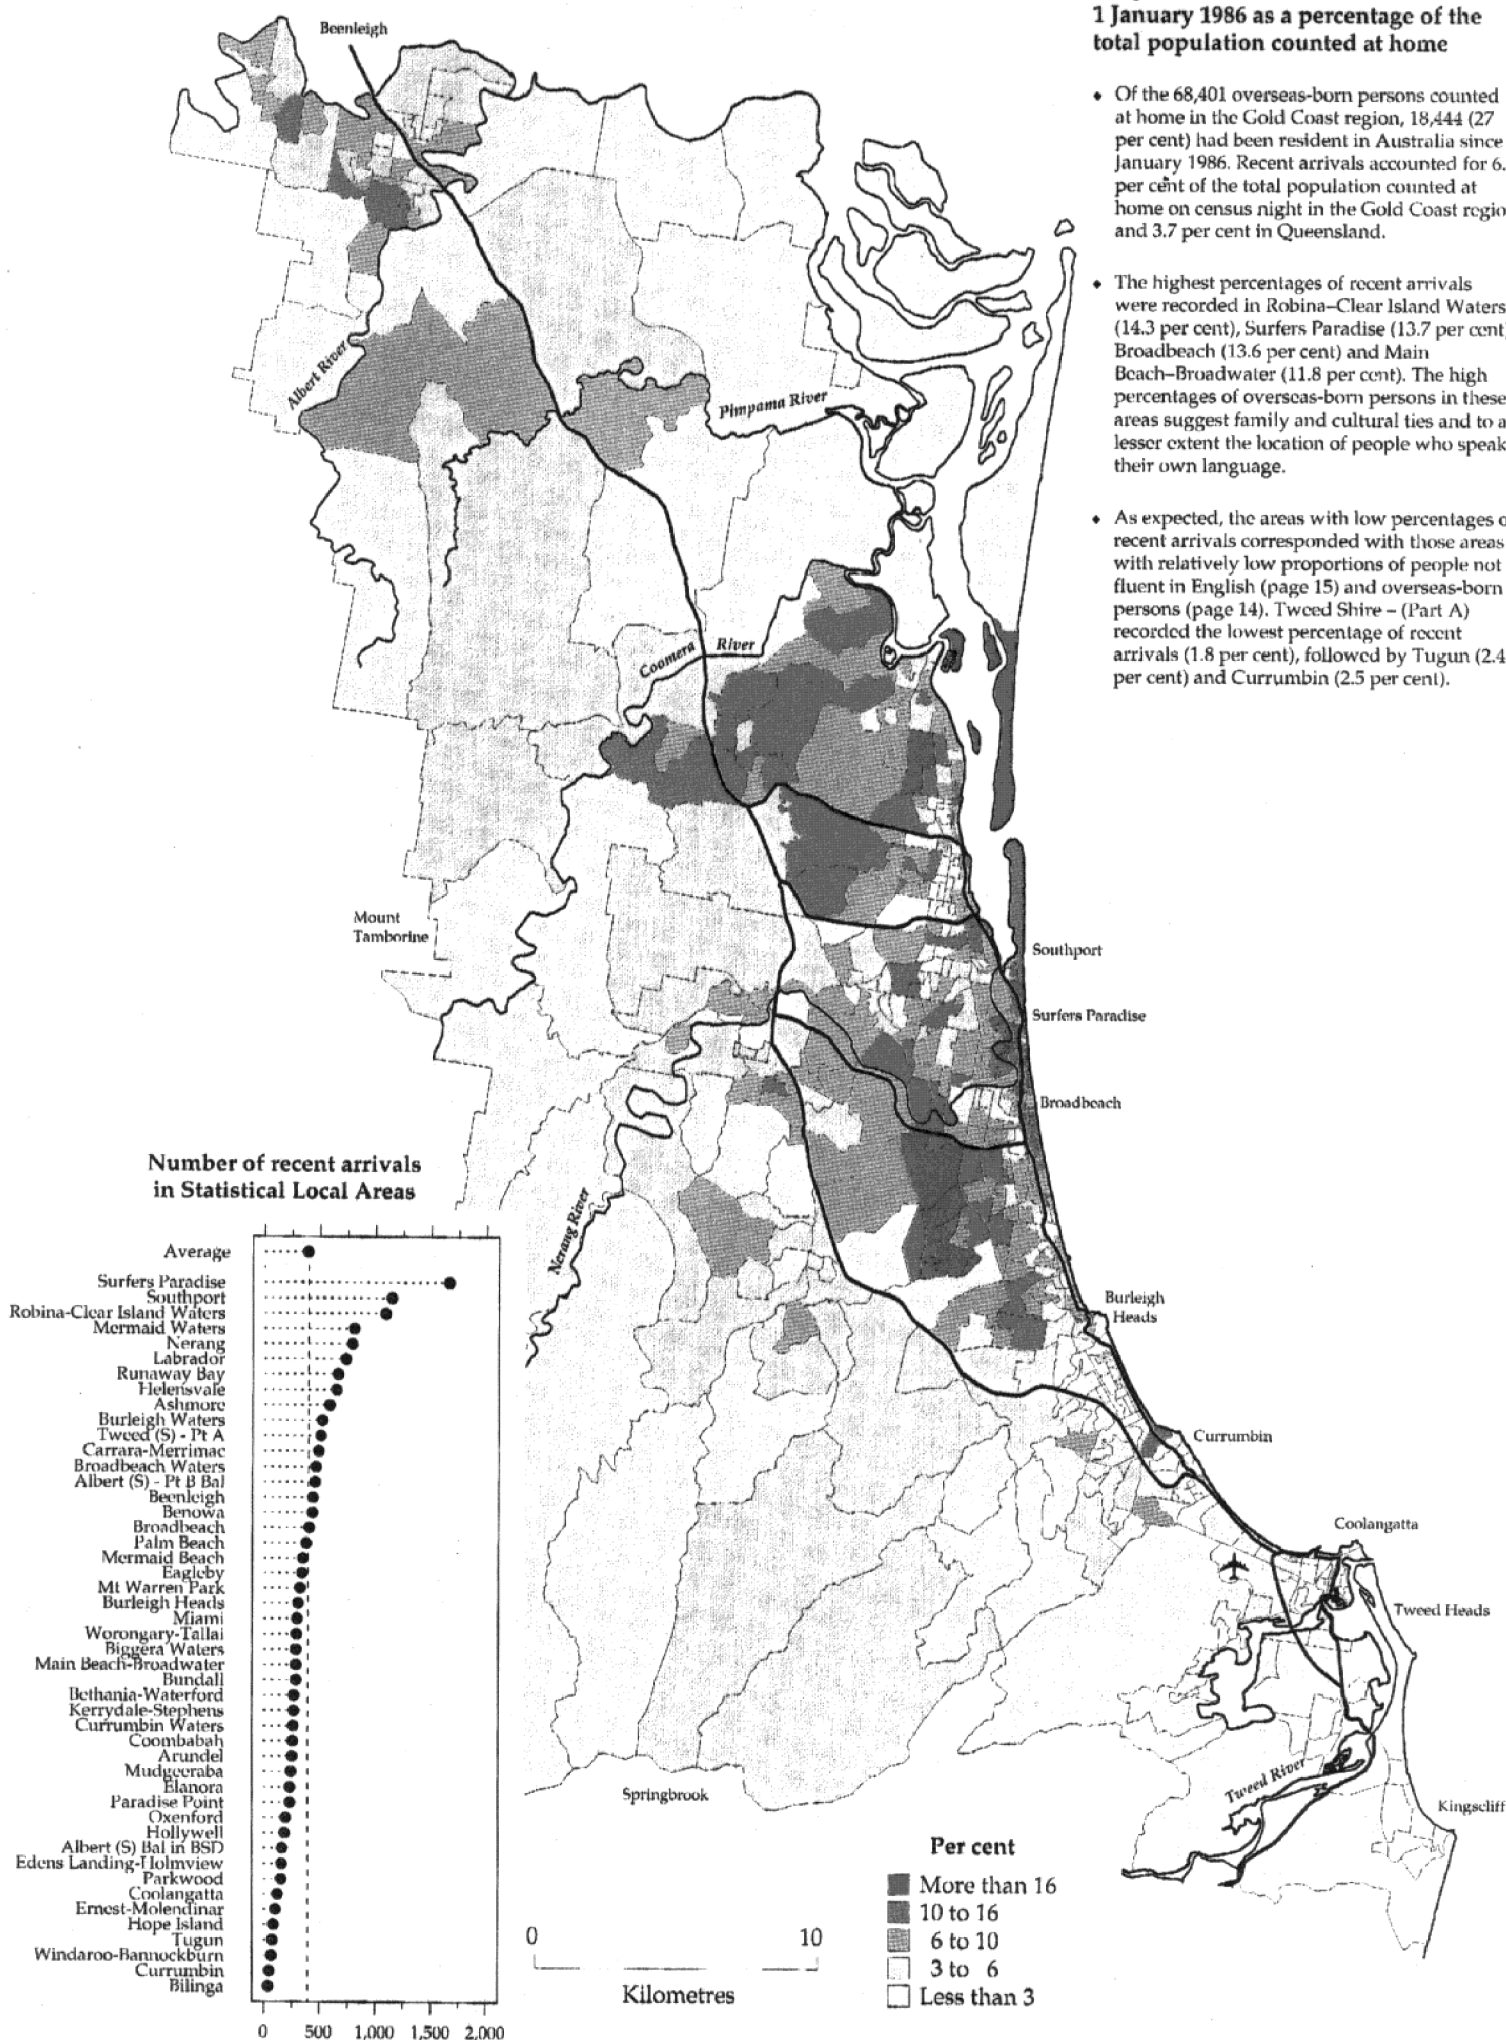 1 January 1986 as a percentage of the
total population counted at home
♦ Of the 68,401 overseas-born persons counted
at home in the Gold Coast region, 18,444 (27
per cent) had been resident in Australia since
January 1986. Recent arrivals accounted for 6.
per cent of the total population counted at
home on census night in the Gold Coast regio
and 3.7 per cent in Queensland.
♦ The highest percentages of recent arrivals
were recorded in Robina–Clear Island Waters
(14.3 per cent), Surfers Paradise (13.7 per cent
Broadbeach (13.6 per cent) and Main
Beach–Broadwater (11.8 per cent). The high
percentages of overseas-born persons in these
areas suggest family and cultural ties and to a
lesser extent the location of people who speak
their own language.
♦ As expected, the areas with low percentages o
recent arrivals corresponded with those areas
with relatively low proportions of people not
fluent in English (page 15) and overseas-born
persons (page 14). Tweed Shire – (Part A)
recorded the lowest percentage of recent
arrivals (1.8 per cent), followed by Tugun (2.4
per cent) and Currumbin (2.5 per cent).
Beenleigh
Albert River
Pimpama River
Coomera River
Mount
Tamborine
Southport
Surfers Paradise
Broadbeach
Nerang River
Burleigh
Heads
Currumbin
Coolangatta
Tweed Heads
Tweed River
Kingscliff
Springbrook
Number of recent arrivals
in Statistical Local Areas
Average
Surfers Paradise
Southport
Robina-Clear Island Waters
Mermaid Waters
Nerang
Labrador
Runaway Bay
Helensvale
Ashmore
Burleigh Waters
Tweed (S) - Pt A
Carrara-Merrimac
Broadbeach Waters
Albert (S) - Pt B Bal
Beenleigh
Benowa
Broadbeach
Palm Beach
Mermaid Beach
Eagleby
Mt Warren Park
Burleigh Heads
Miami
Worongary-Tallai
Biggera Waters
Main Beach-Broadwater
Bundall
Bethania-Waterford
Kerrydale-Stephens
Currumbin Waters
Coombabah
Arundel
Mudgeeraba
Elanora
Paradise Point
Oxenford
Hollywell
Albert (S) Bal in BSD
Edens Landing-Holmview
Parkwood
Coolangatta
Ernest-Molendinar
Hope Island
Tugun
Windaroo-Bannockburn
Currumbin
Bilinga
0 500 1,000 1,500 2,000
0 10
Kilometres
Per cent
More than 16
10 to 16
6 to 10
3 to 6
Less than 3